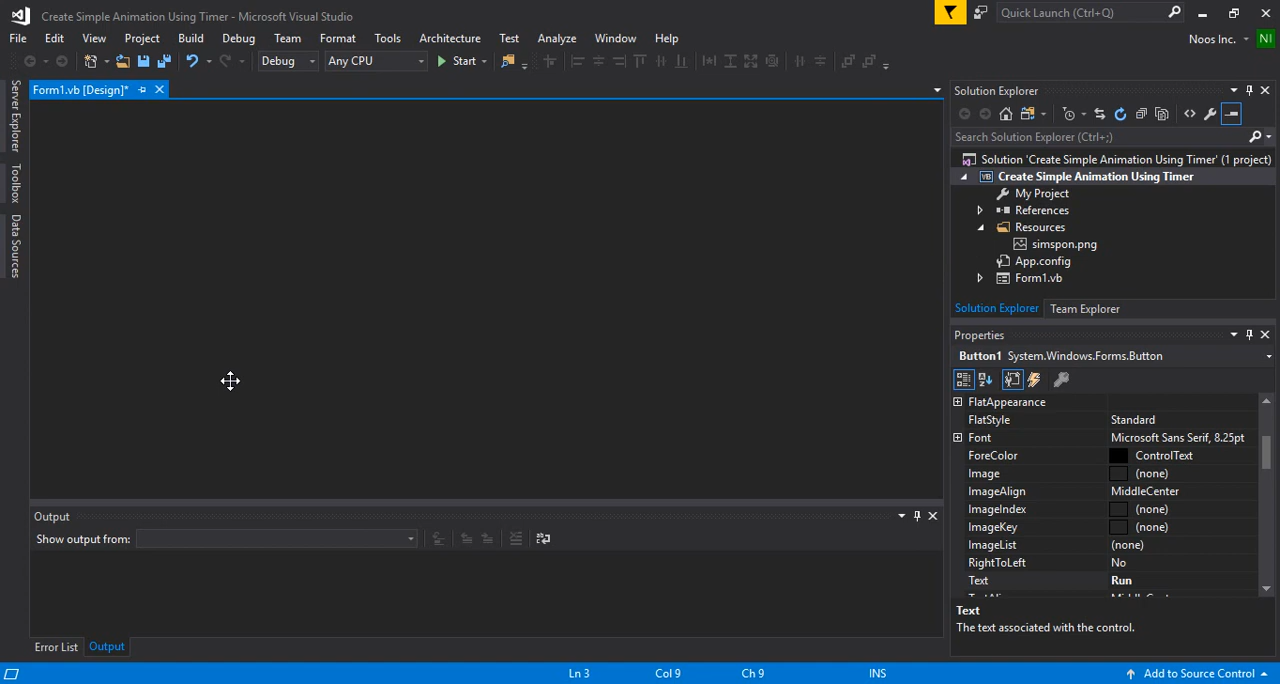 Create Simple Animation Using Timer - Microsoft Visual Studio
Quick Launch (Ctrl+Q)
File Edit View Project Build Debug Team Format Tools Architecture Test Analyze Window Help
Noos Inc. NI
Debug Any CPU Start
Form1.vb [Design]*
Server Explorer
Toolbox
Data Sources
Solution Explorer
Search Solution Explorer (Ctrl+;)
Solution 'Create Simple Animation Using Timer' (1 project)
VB Create Simple Animation Using Timer
My Project
References
Resources
simspon.png
App.config
Form1.vb
Solution Explorer Team Explorer
Properties
Button1 System.Windows.Forms.Button
FlatAppearance
FlatStyle Standard
Font Microsoft Sans Serif, 8.25pt
ForeColor ControlText
Image (none)
ImageAlign MiddleCenter
ImageIndex (none)
ImageKey (none)
ImageList (none)
RightToLeft No
Text Run
Text
The text associated with the control.
Output
Show output from:
Error List Output
Ln 3 Col 9 Ch 9 INS Add to Source Control